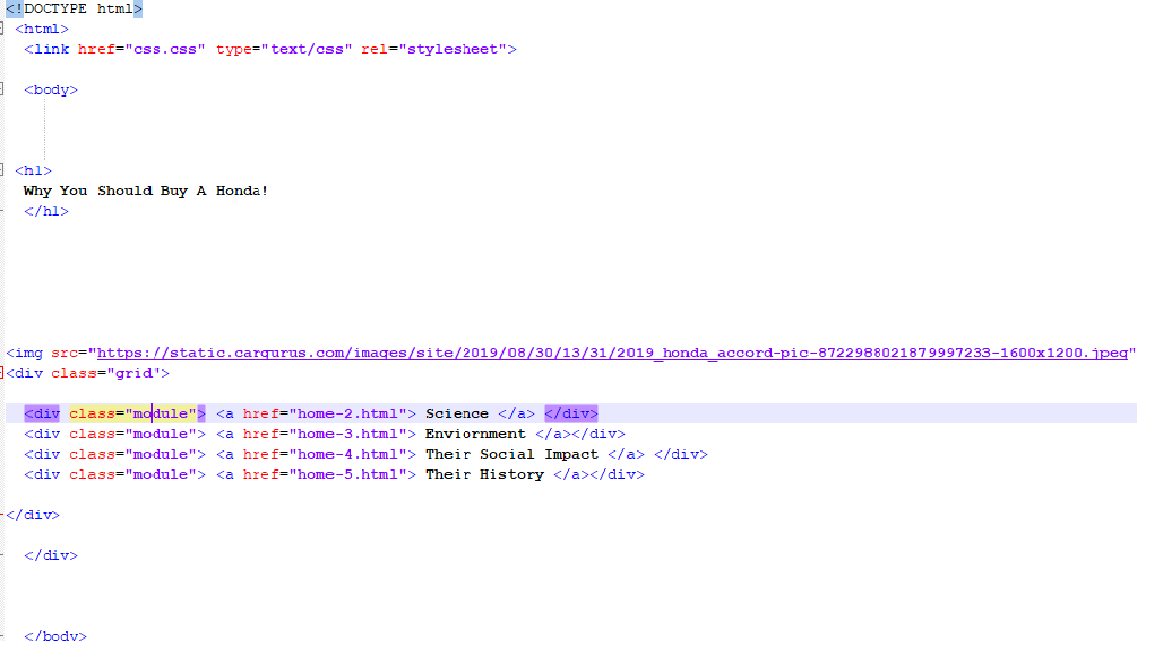 <!DOCTYPE html>
<html>
<link href="css.css" type="text/css" rel="stylesheet">
<body>
<h1>
Why You Should Buy A Honda!
</h1>
<img src="https://static.cargurus.com/images/site/2019/08/30/13/31/2019_honda_accord-pic-8722988021879997233-1600x1200.jpeg"
<div class="grid">
<div class="module"> <a href="home-2.html"> Science </a> </div>
<div class="module"> <a href="home-3.html"> Enviornment </a></div>
<div class="module"> <a href="home-4.html"> Their Social Impact </a> </div>
<div class="module"> <a href="home-5.html"> Their History </a></div>
</div>
</div>
</body>